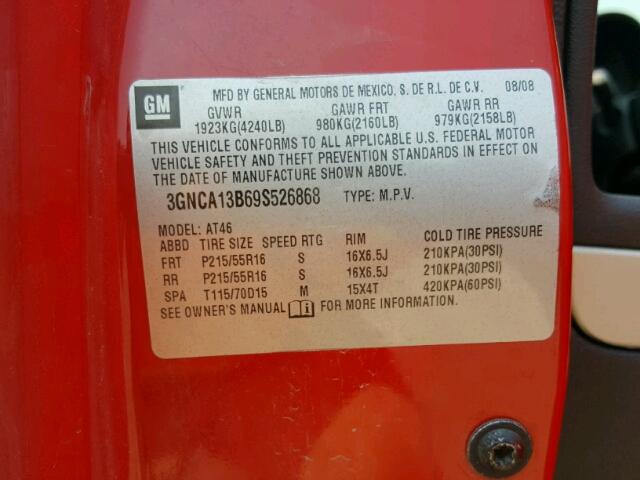 GM
MFD BY GENERAL MOTORS DE MEXICO, S. DE R.L. DE C.V. 08/08
GVWR GAWR FRT GAWR RR
1923KG(4240LB) 980KG(2160LB) 979KG(2158LB)
THIS VEHICLE CONFORMS TO ALL APPLICABLE U.S. FEDERAL MOTOR
VEHICLE SAFETY AND THEFT PREVENTION STANDARDS IN EFFECT ON
THE DATE OF MANUFACTURE SHOWN ABOVE.
3GNCA13B69S526868 TYPE: M.P.V.
MODEL: AT46
ABBD TIRE SIZE SPEED RTG RIM COLD TIRE PRESSURE
FRT P215/55R16 S 16X6.5J 210KPA(30PSI)
RR P215/55R16 S 16X6.5J 210KPA(30PSI)
SPA T115/70D15 M 15X4T 420KPA(60PSI)
SEE OWNER'S MANUAL FOR MORE INFORMATION.